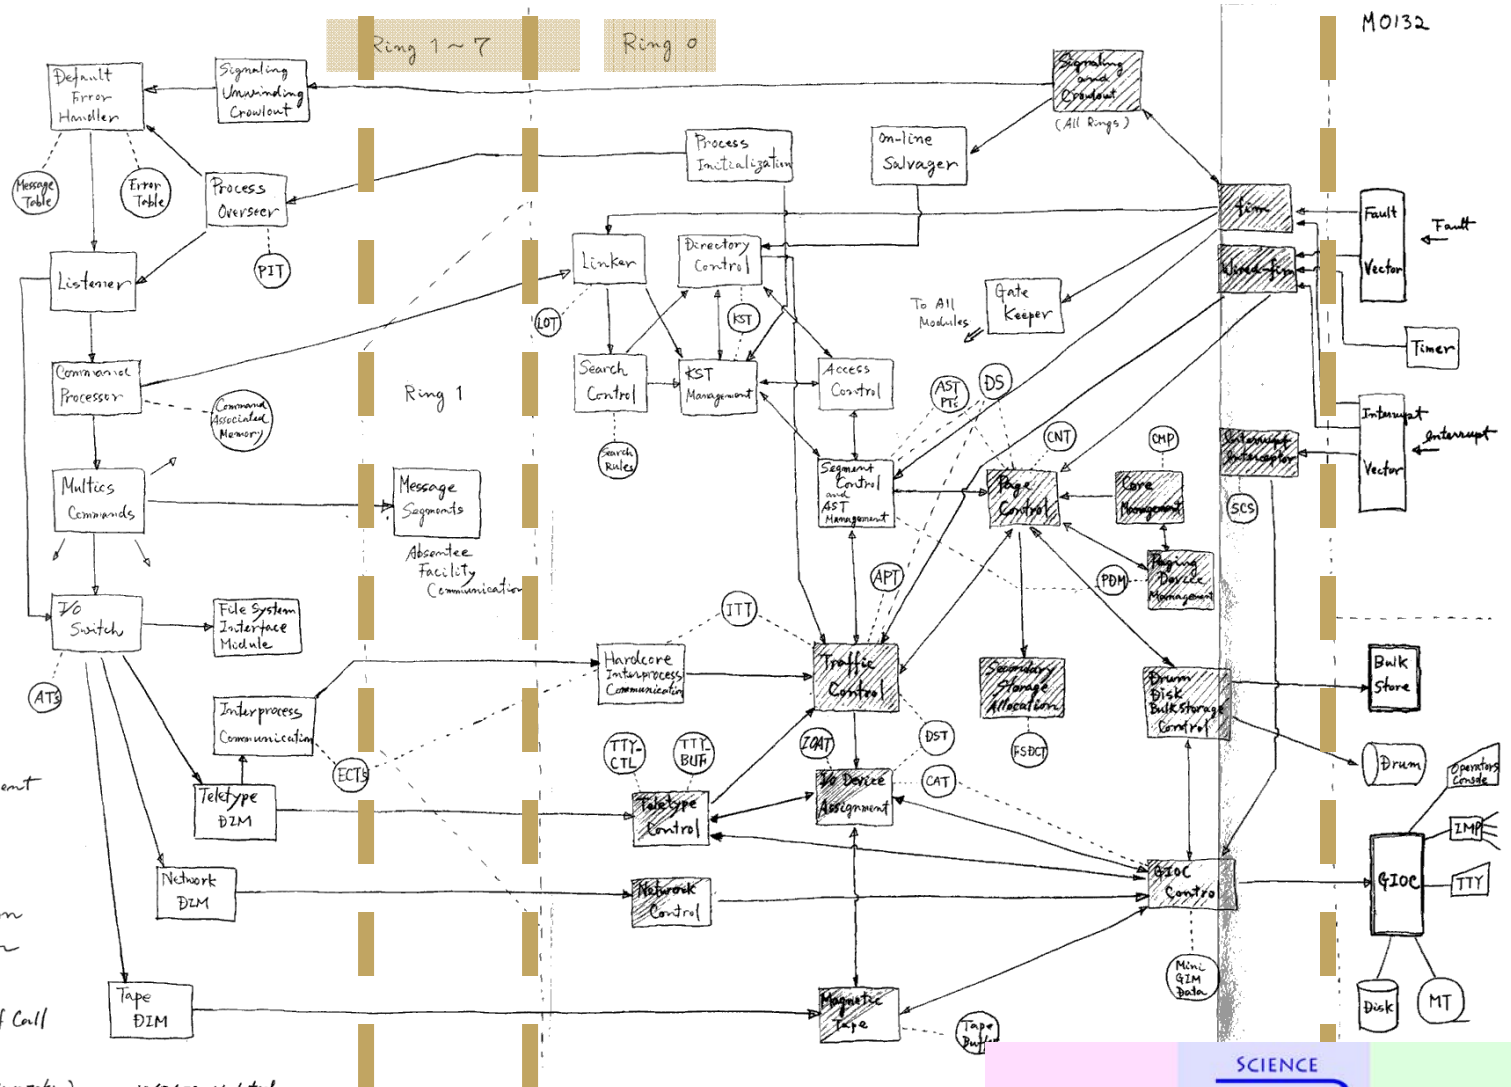 M0132
Ring 1~7
Ring 0
Default
Error
Handler
Signaling
Unwinding
Crowlout
Signaling
and
Crowlout
(All Rings)
Process
Initialization
On-line
Salvager
Message
Table
Error
Table
Process
Overseer
PIT
fim
Wired-fim
Fault
Vector
Fault
Listener
Linker
Directory
Control
LOT
KST
Gate
Keeper
To All
Modules
Timer
Command
Processor
Command
Associated
Memory
Ring 1
Search
Control
KST
Management
Access
Control
AST
PTs
DS
Search
Rules
CNT
CMP
Interrupt
Interceptor
SCS
Interrupt
Vector
Interrupt
Multics
Commands
Message
Segments
Absentee
Facility
Communication
Segment
Control
and
AST
Management
Page
Control
Core
Management
Paging
Device
Management
PDM
APT
ITT
I/O
Switch
File System
Interface
Module
ATs
Interprocess
Communication
ECTs
Hardcore
Interprocess
Communication
Traffic
Control
Secondary
Storage
Allocation
FSDCT
Drum
Disk
Bulk Storage
Control
Bulk
Store
Drum
Operators
Console
IMP
TTY
GIOC
Disk
MT
TTY-
CTL
TTY-
BUF
IOAT
DST
CAT
Teletype
DIM
Teletype
Control
I/O Device
Assignment
GIOC
Control
Network
DIM
Network
Control
Mini
GIM
Data
Tape
DIM
Magnetic
Tape
Tape
Call
SCIENCE